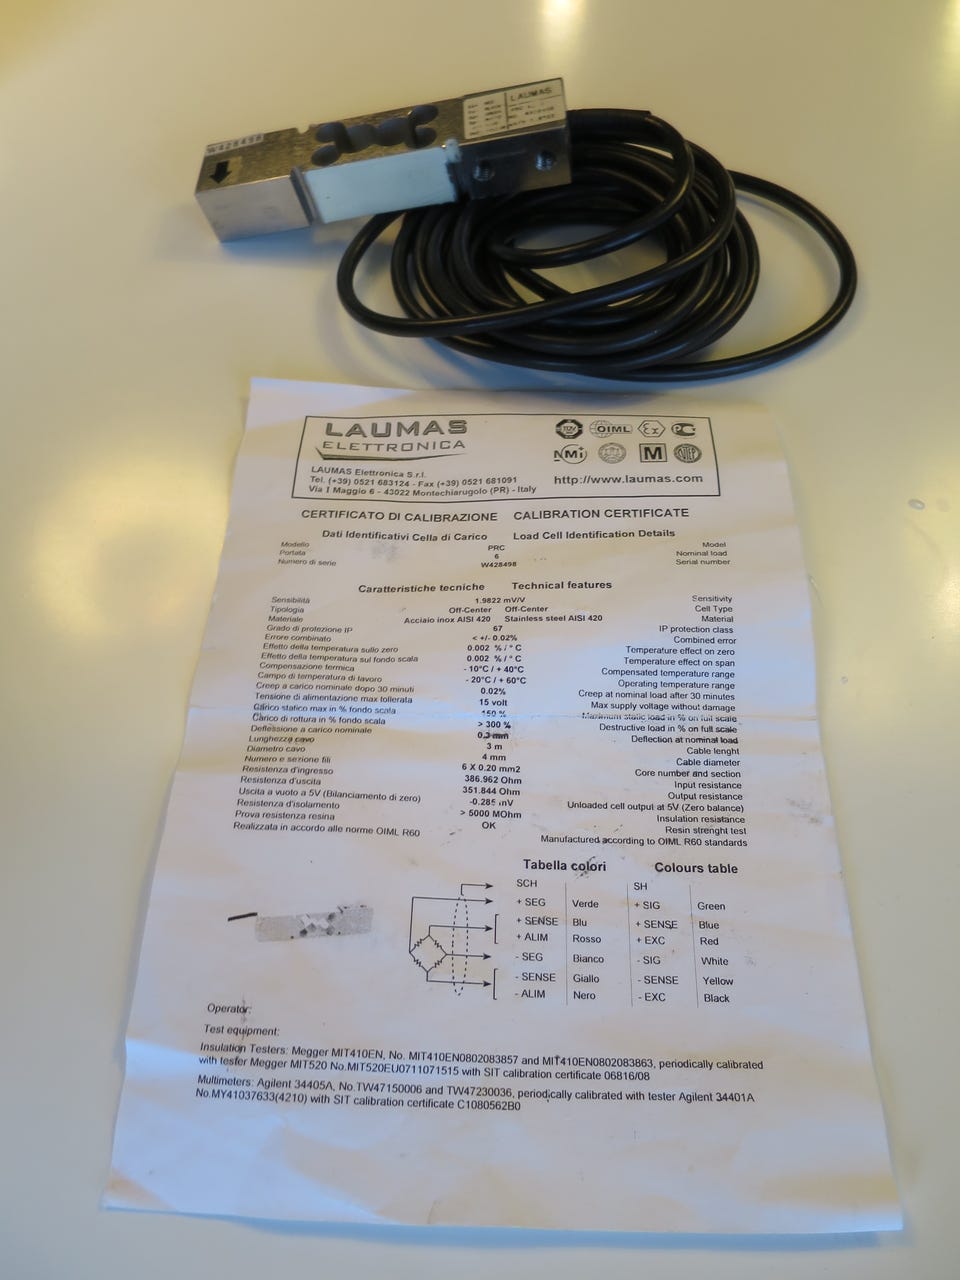 W428498
LAUMAS
LAUMAS
ELETTRONICA
TÜV OIML Ex PC
NMi M
LAUMAS Elettronica S.r.l.
Tel. (+39) 0521 683124 - Fax (+39) 0521 681091
Via 1 Maggio 6 - 43022 Montechiarugolo (PR) - Italy
http://www.laumas.com
CERTIFICATO DI CALIBRAZIONE CALIBRATION CERTIFICATE
Dati Identificativi Cella di Carico Load Cell Identification Details
Modello PRC Model
Portata 6 Nominal load
Numero di serie W428498 Serial number
Caratteristiche tecniche Technical features
Sensibilità 1.9822 mV/V Sensitivity
Tipologia Off-Center Off-Center Cell Type
Materiale Acciaio inox AISI 420 Stainless steel AISI 420 Material
Grado di protezione IP 67 IP protection class
Errore combinato < +/- 0.02% Combined error
Effetto della temperatura sullo zero 0.002 % / ° C Temperature effect on zero
Effetto della temperatura sul fondo scala 0.002 % / ° C Temperature effect on span
Compensazione termica - 10°C / + 40°C Compensated temperature range
Campo di temperatura di lavoro - 20°C / + 60°C Operating temperature range
Creep a carico nominale dopo 30 minuti 0.02% Creep at nominal load after 30 minutes
Tensione di alimentazione max tollerata 15 volt Max supply voltage without damage
Carico statico max in % fondo scala 150 % Maximum static load in % on full scale
Carico di rottura in % fondo scala > 300 % Destructive load in % on full scale
Deflessione a carico nominale 0,3 mm Deflection at nominal load
Lunghezza cavo 3 m Cable lenght
Diametro cavo 4 mm Cable diameter
Numero e sezione fili 6 X 0.20 mm2 Core number and section
Resistenza d'ingresso 386.962 Ohm Input resistance
Resistenza d'uscita 351.844 Ohm Output resistance
Uscita a vuoto a 5V (Bilanciamento di zero) -0.285 mV Unloaded cell output at 5V (Zero balance)
Resistenza d'isolamento > 5000 MOhm Insulation resistance
Prova resistenza resina OK Resin strenght test
Realizzata in accordo alle norme OIML R60 Manufactured according to OIML R60 standards
Tabella colori Colours table
SCH SH
+ SEG Verde + SIG Green
+ SENSE Blu + SENSE Blue
+ ALIM Rosso + EXC Red
- SEG Bianco - SIG White
- SENSE Giallo - SENSE Yellow
- ALIM Nero - EXC Black
Operator:
Test equipment:
Insulation Testers: Megger MIT410EN, No. MIT410EN0802083857 and MIT410EN0802083863, periodically calibrated
with tester Megger MIT520 No.MIT520EU0711071515 with SIT calibration certificate 06816/08
Multimeters: Agilent 34405A, No.TW47150006 and TW47230036, periodically calibrated with tester Agilent 34401A
No.MY41037633(4210) with SIT calibration certificate C1080562B0